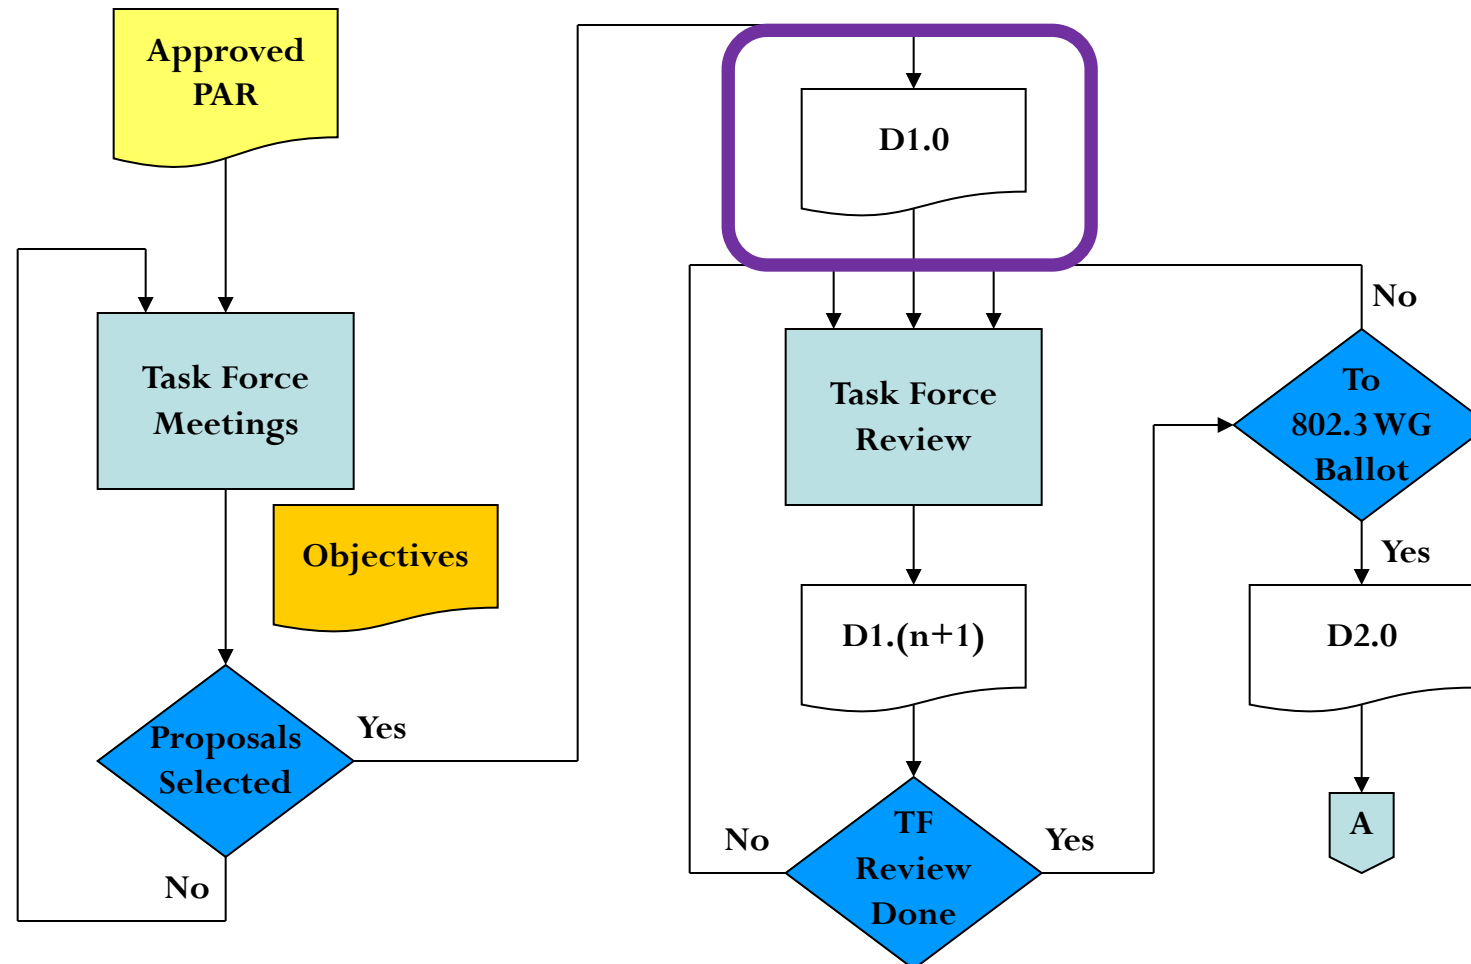 Approved
PAR
Task Force
Meetings
Objectives
Proposals
Selected
Yes
No
D1.0
Task Force
Review
D1.(n+1)
TF
Review
Done
No
Yes
No
To
802.3 WG
Ballot
Yes
D2.0
A